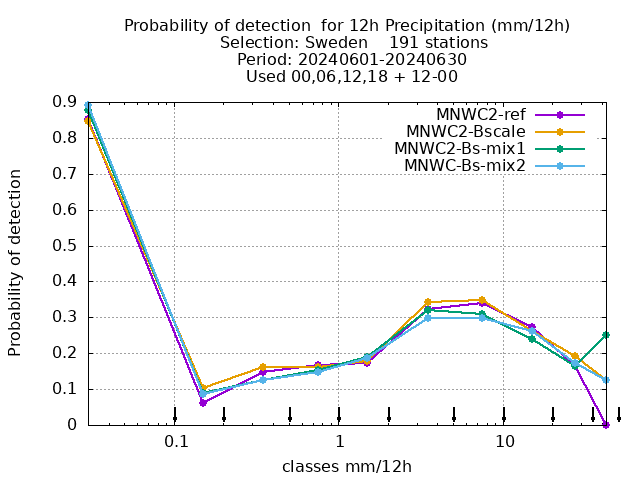 Probability of detection  for 12h Precipitation (mm/12h)
Selection: Sweden    191 stations
Period: 20240601-20240630
Used 00,06,12,18 + 12-00
MNWC2-ref
MNWC2-Bscale
MNWC2-Bs-mix1
MNWC-Bs-mix2
Probability of detection
0.9
0.8
0.7
0.6
0.5
0.4
0.3
0.2
0.1
0
0.1
1
10
classes mm/12h